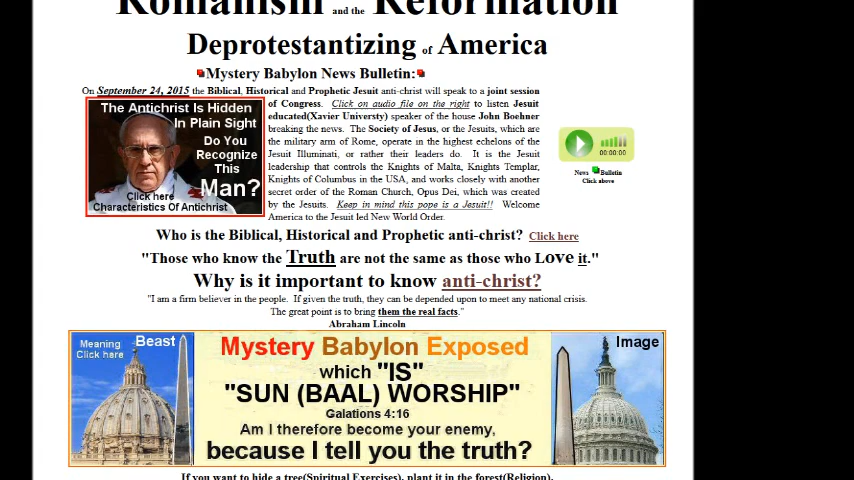 Romanism and the Reformation
Deprotestantizing of America
Mystery Babylon News Bulletin:
On September 24, 2015 the Biblical, Historical and Prophetic Jesuit anti-christ will speak to a joint session
of Congress. Click on audio file on the right to listen Jesuit
educated(Xavier Universty) speaker of the house John Boehner
breaking the news. The Society of Jesus, or the Jesuits, which are
the military arm of Rome, operate in the highest echelons of the
Jesuit Illuminati, or rather their leaders do. It is the Jesuit
leadership that controls the Knights of Malta, Knights Templar,
Knights of Columbus in the USA, and works closely with another
secret order of the Roman Church, Opus Dei, which was created
by the Jesuits. Keep in mind this pope is a Jesuit!! Welcome
America to the Jesuit led New World Order.
The Antichrist Is Hidden
In Plain Sight
Do You
Recognize
This
Man?
Click here
Characteristics Of Antichrist
00:00:00
News Bulletin
Click above
Who is the Biblical, Historical and Prophetic anti-christ? Click here
"Those who know the Truth are not the same as those who Love it."
Why is it important to know anti-christ?
"I am a firm believer in the people. If given the truth, they can be depended upon to meet any national crisis.
The great point is to bring them the real facts."
Abraham Lincoln
Meaning
Click here
Beast
Mystery Babylon Exposed
which "IS"
"SUN (BAAL) WORSHIP"
Galations 4:16
Am I therefore become your enemy,
because I tell you the truth?
Image
If you want to hide a tree(Spiritual Exercises), plant it in the forest(Religion).